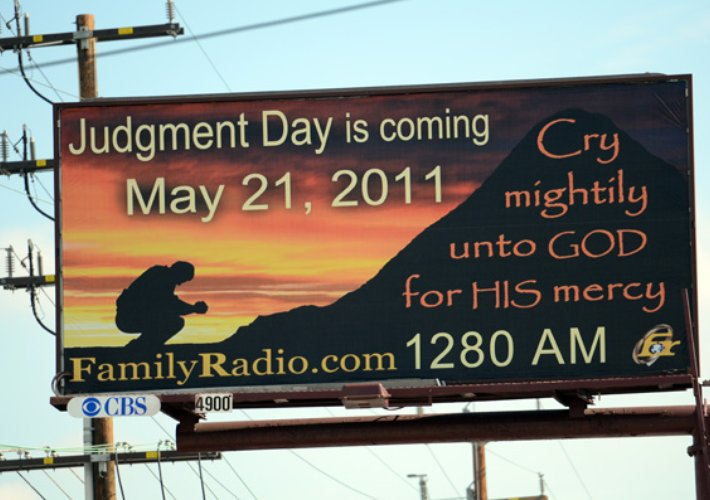 Judgment Day is coming
May 21, 2011
Cry
mightily
unto GOD
for HIS mercy
FamilyRadio.com
1280 AM
fr
CBS
4900